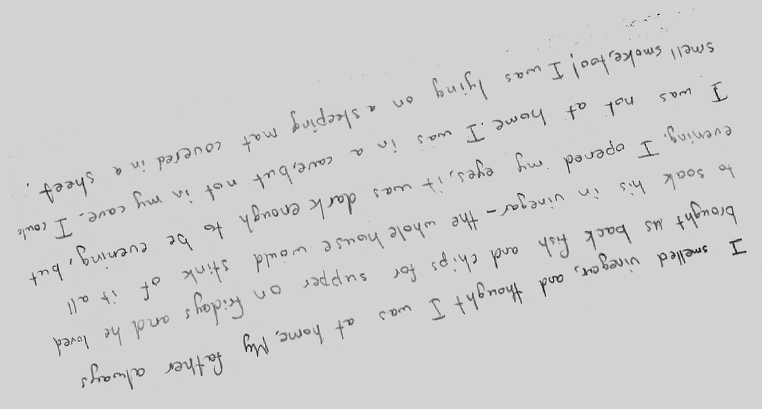 I smelled vinegar, and thought I was at home, My father always
brought us back fish and chips for supper on fridays and he loved
to soak his in vinegar - the whole house would stink of it all
evening. I opened my eyes, it was dark enough to be evening, but
I was not at home. I was in a cave, but not in my cave. I could
smell smoke, too! I was lying on a sleeping mat covered in a sheet.